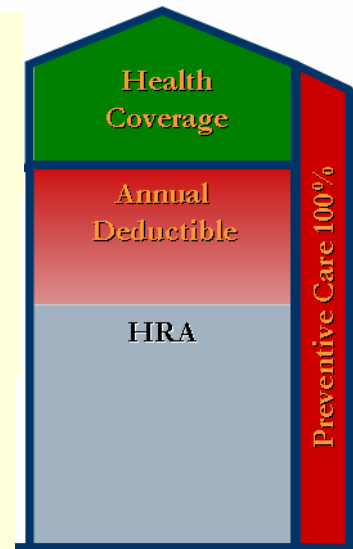 Health
Coverage
Annual
Deductible
HRA
Preventive Care 100%